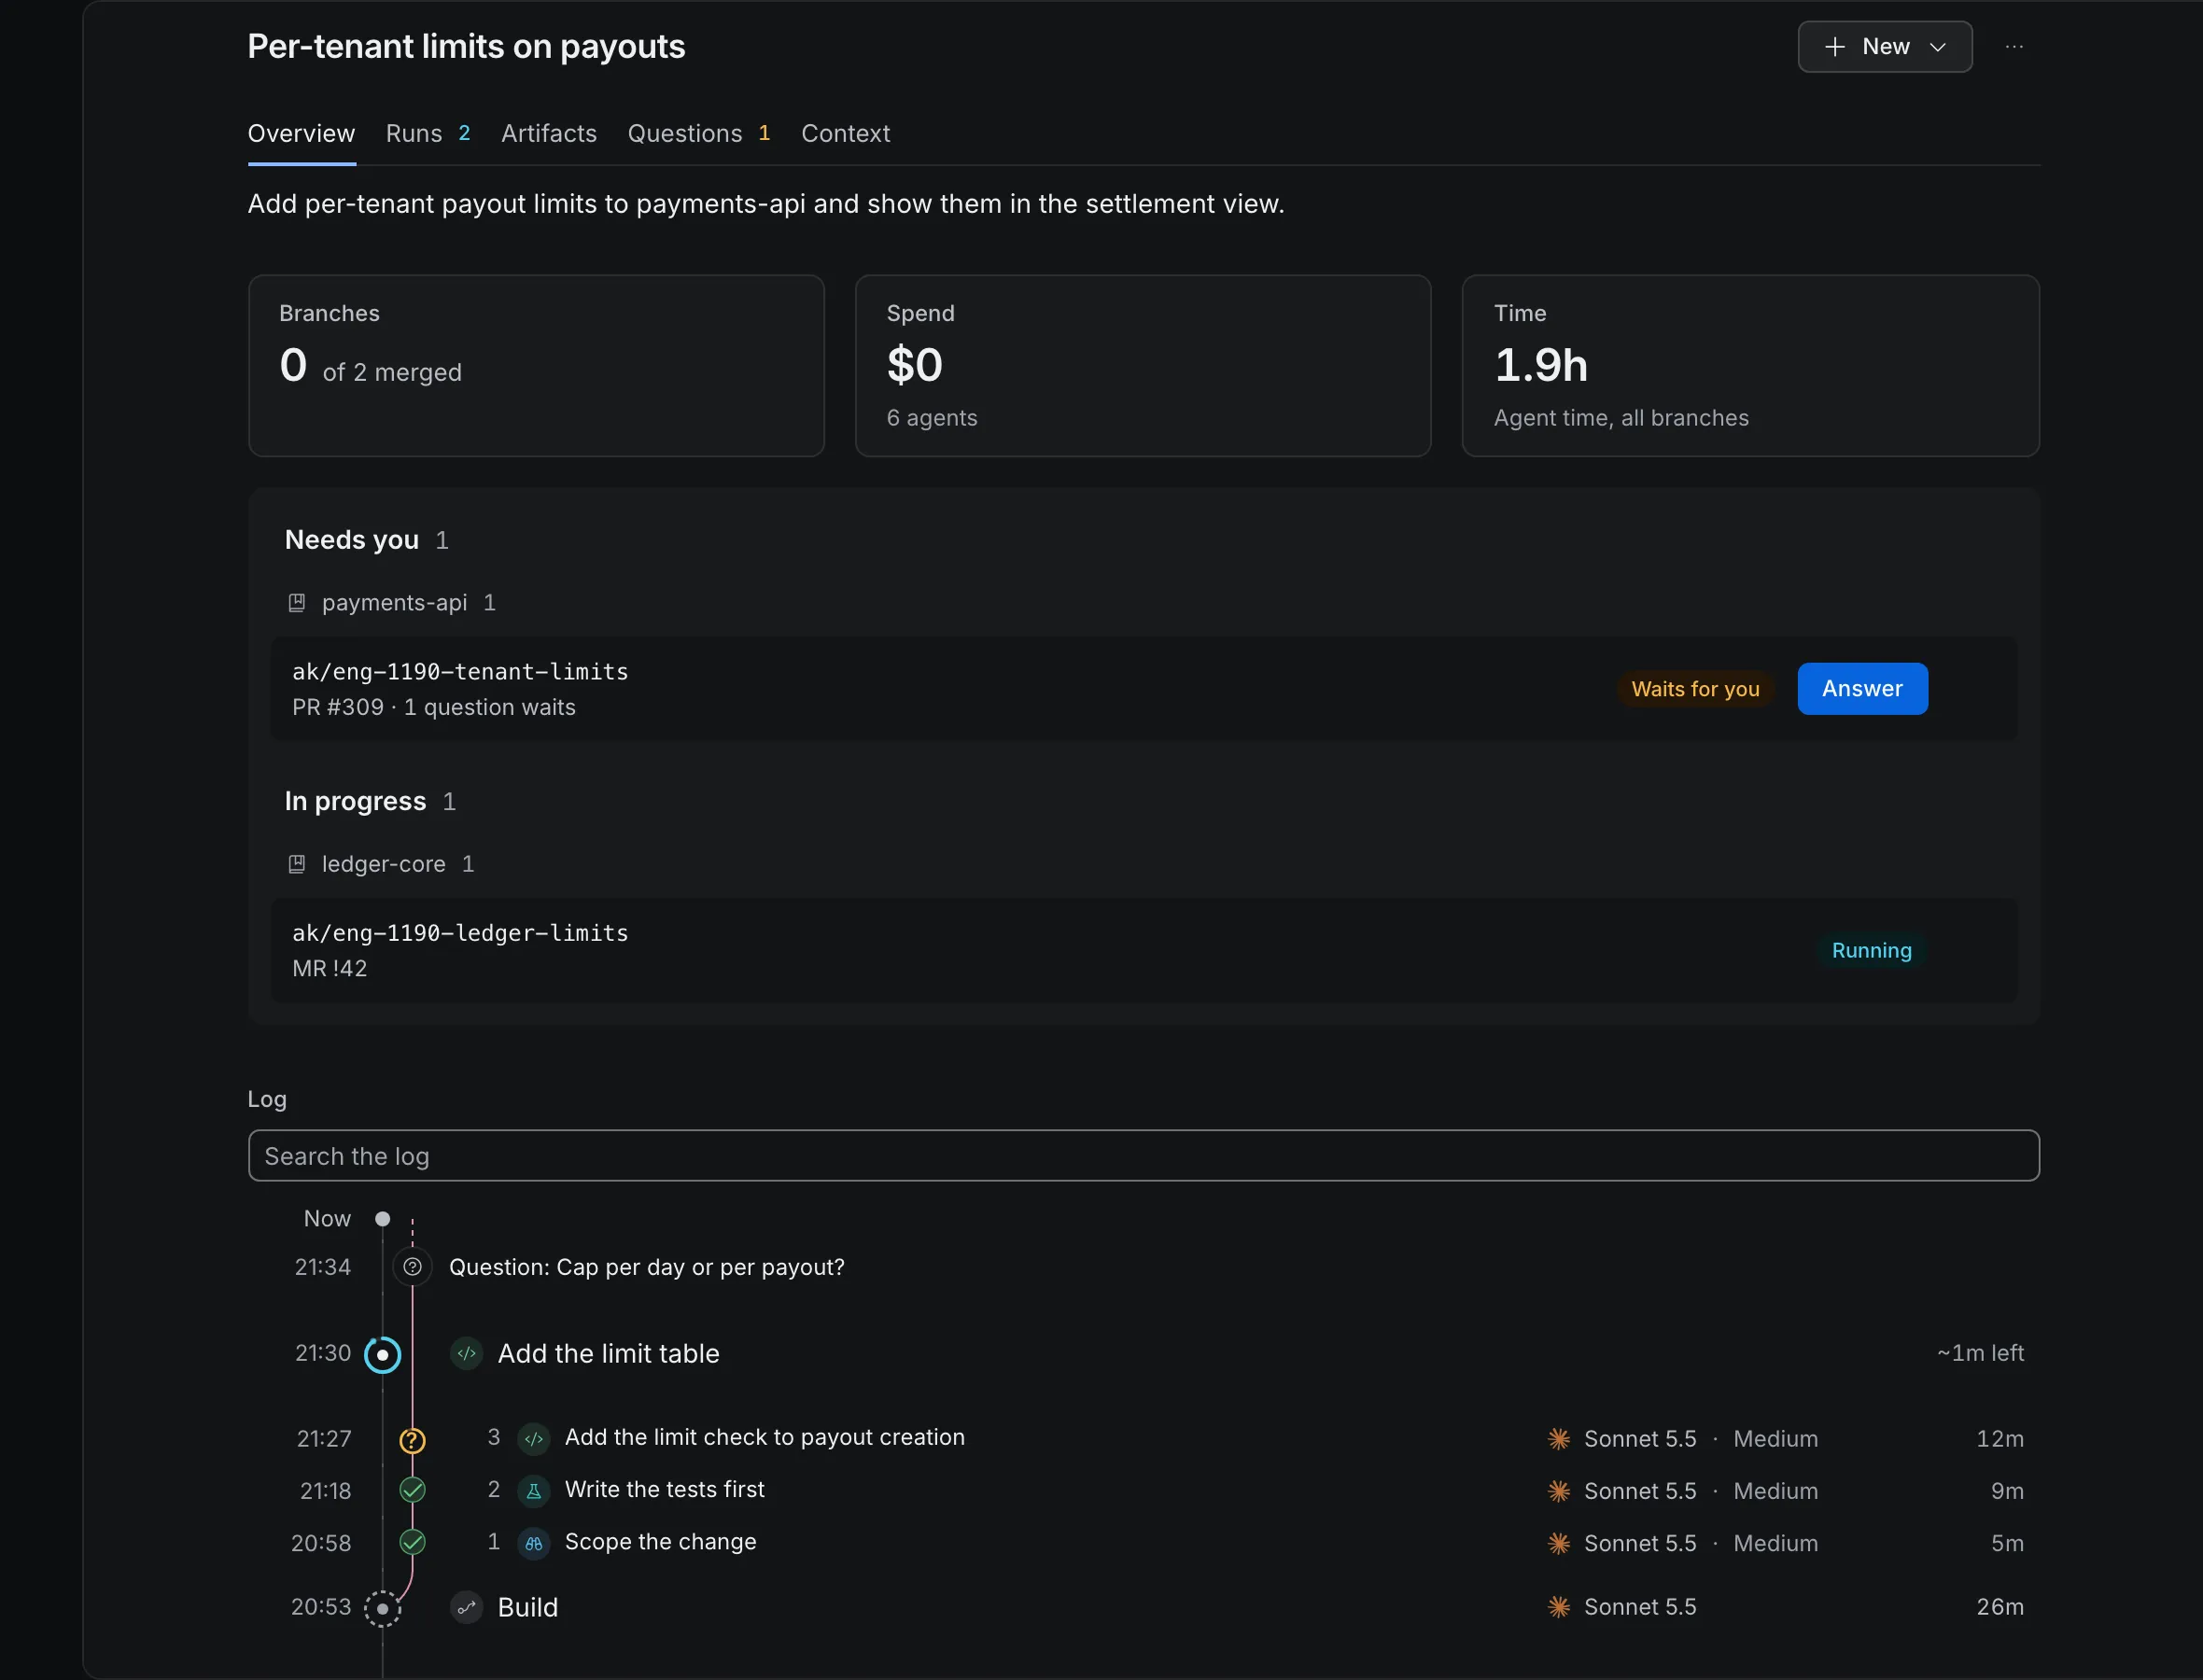 Per-tenant limits on payouts
New
Overview Runs 2 Artifacts Questions 1 Context
Add per-tenant payout limits to payments-api and show them in the settlement view.
Branches
0 of 2 merged
Spend
$0
6 agents
Time
1.9h
Agent time, all branches
Needs you 1
payments-api 1
ak/eng-1190-tenant-limits
PR #309 · 1 question waits
Waits for you
Answer
In progress 1
ledger-core 1
ak/eng-1190-ledger-limits
MR !42
Running
Log
Search the log
Now
21:34 Question: Cap per day or per payout?
21:30 Add the limit table ~1m left
21:27 3 Add the limit check to payout creation Sonnet 5.5 · Medium 12m
21:18 2 Write the tests first Sonnet 5.5 · Medium 9m
20:58 1 Scope the change Sonnet 5.5 · Medium 5m
20:53 Build Sonnet 5.5 26m